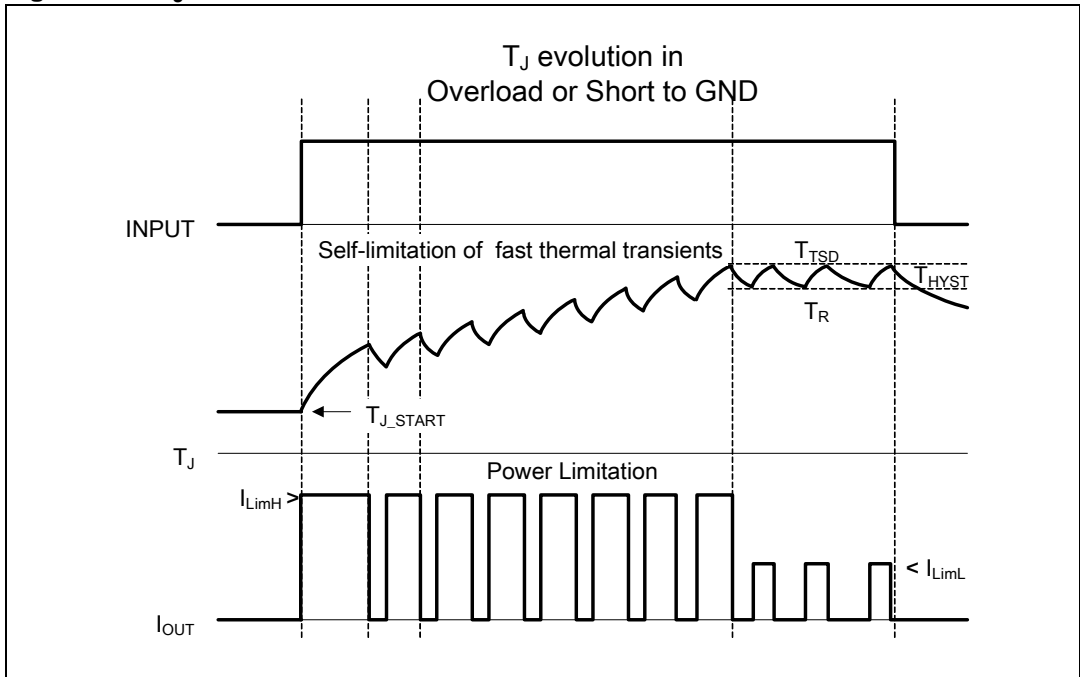 T_J evolution in
Overload or Short to GND
INPUT
Self-limitation of fast thermal transients
T_TSD
T_HYST
T_R
T_J_START
T_J
Power Limitation
I_LimH >
< I_LimL
I_OUT